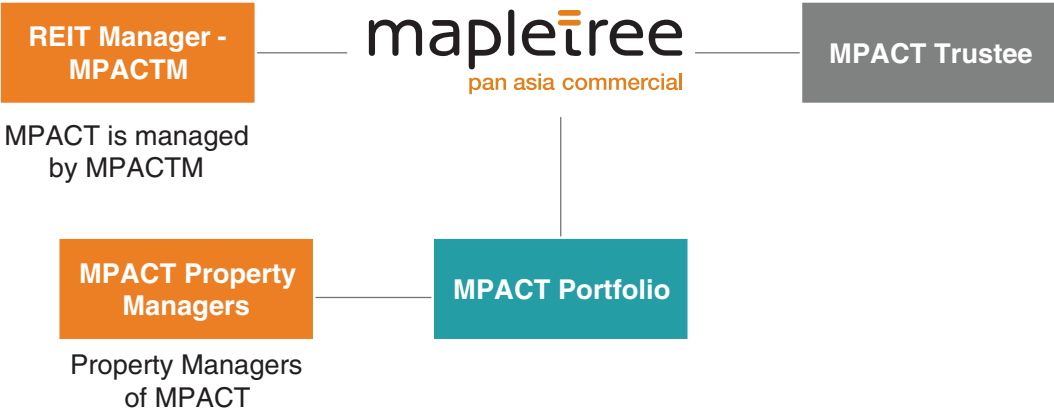 REIT Manager -
MPACTM
mapletree
pan asia commercial
MPACT Trustee
MPACT is managed
by MPACTM
MPACT Property
Managers
MPACT Portfolio
Property Managers
of MPACT